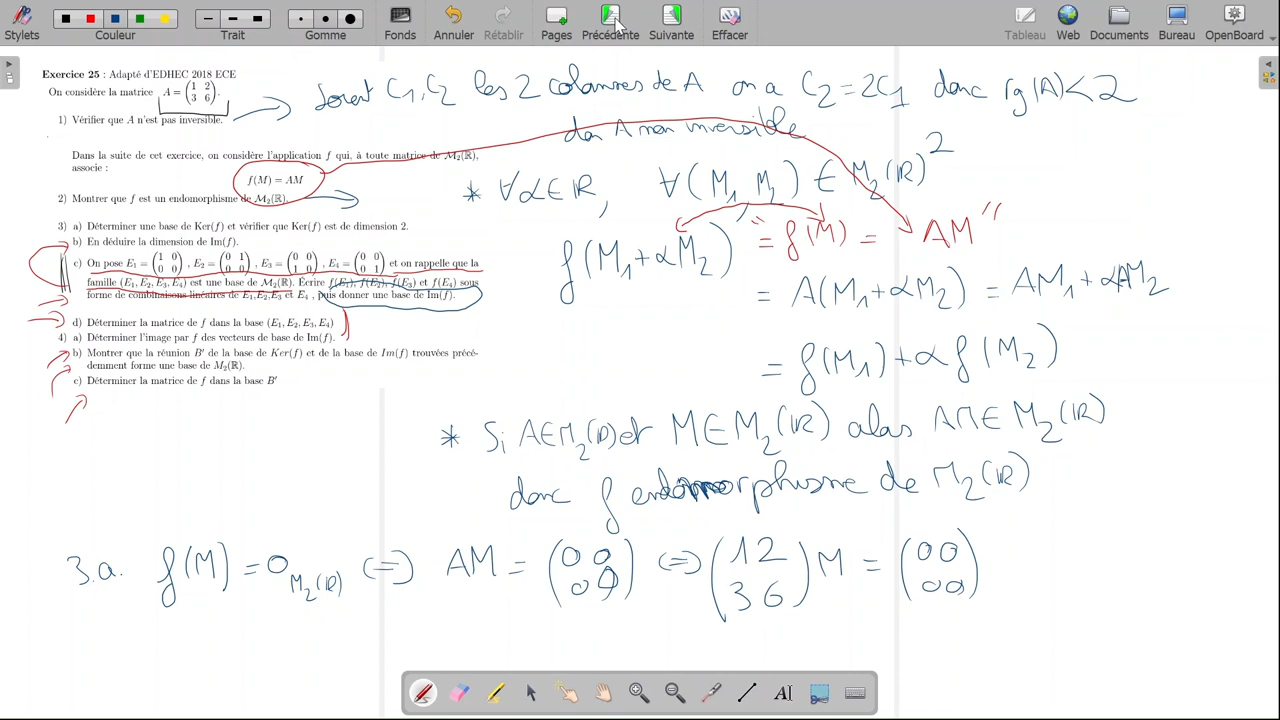 Stylets Couleur Trait Gomme Fonds Annuler Rétablir Pages Précédente Suivante Effacer Tableau Web Documents Bureau OpenBoard
Exercice 25 : Adapté d'EDHEC 2018 ECE
On considère la matrice A = (1 2 3 6).
1) Vérifier que A n'est pas inversible.
Dans la suite de cet exercice, on considère l'application f qui, à toute matrice de M₂(ℝ),
associe :
f(M) = AM
2) Montrer que f est un endomorphisme de M₂(ℝ).
3) a) Déterminer une base de Ker(f) et vérifier que Ker(f) est de dimension 2.
b) En déduire la dimension de Im(f).
c) On pose E₁ = (1 0 0 0), E₂ = (0 1 0 0), E₃ = (0 0 1 0), E₄ = (0 0 0 1) et on rappelle que la
famille (E₁, E₂, E₃, E₄) est une base de M₂(ℝ). Écrire f(E₁), f(E₂), f(E₃) et f(E₄) sous
forme de combinaisons linéaires de E₁,E₂,E₃ et E₄ , puis donner une base de Im(f).
d) Déterminer la matrice de f dans la base (E₁, E₂, E₃, E₄)
4) a) Déterminer l'image par f des vecteurs de base de Im(f).
b) Montrer que la réunion B' de la base de Ker(f) et de la base de Im(f) trouvées précé-
demment forme une base de M₂(ℝ).
c) Déterminer la matrice de f dans la base B'
Soient C₁, C₂ les 2 colonnes de A on a C₂ = 2C₁ donc rg(A) < 2
donc A non inversible
* ∀α∈ℝ, ∀(M₁, M₂) ∈ M₂(ℝ)²
f(M₁+αM₂) " = f(M) = AM "
= A(M₁+αM₂) = AM₁+αAM₂
= f(M₁)+αf(M₂)
* Si A∈M₂(ℝ) et M∈M₂(ℝ) alors AM∈M₂(ℝ)
donc f endomorphisme de M₂(ℝ)
3.a. f(M) = 0 M₂(ℝ) ⇔ AM = (0 0 0 0) ⇔ (1 2 3 6) M = (0 0 0 0)